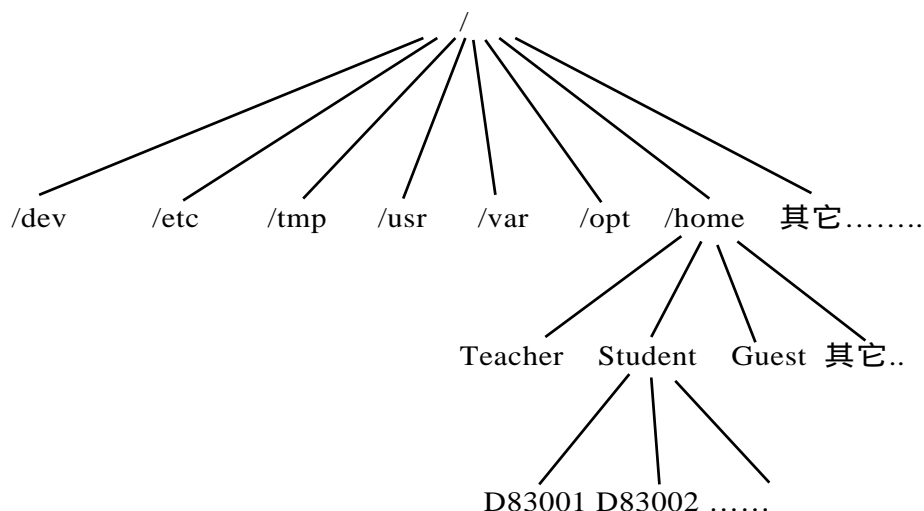 /
/dev /etc /tmp /usr /var /opt /home 其它……..
Teacher Student Guest 其它..
D83001 D83002 ……